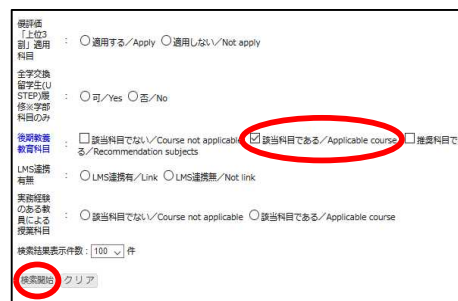 優評価
「上位3
割」適用
科目
: ○適用する／Apply ○適用しない／Not apply
全学交換
留学生(U
STEP)履
修※学部
科目のみ
: ○可／Yes ○否／No
後期教養
教育科目
: □該当科目でない／Course not applicable ☑該当科目である／Applicable course □推奨科目であ
る／Recommendation subjects
LMS連携
有無
: ○LMS連携有／Link ○LMS連携無／Not link
実務経験
のある教
員による
授業科目
: ○該当科目でない／Course not applicable ○該当科目である／Applicable course
検索結果表示件数 : 100 件
検索開始 クリア